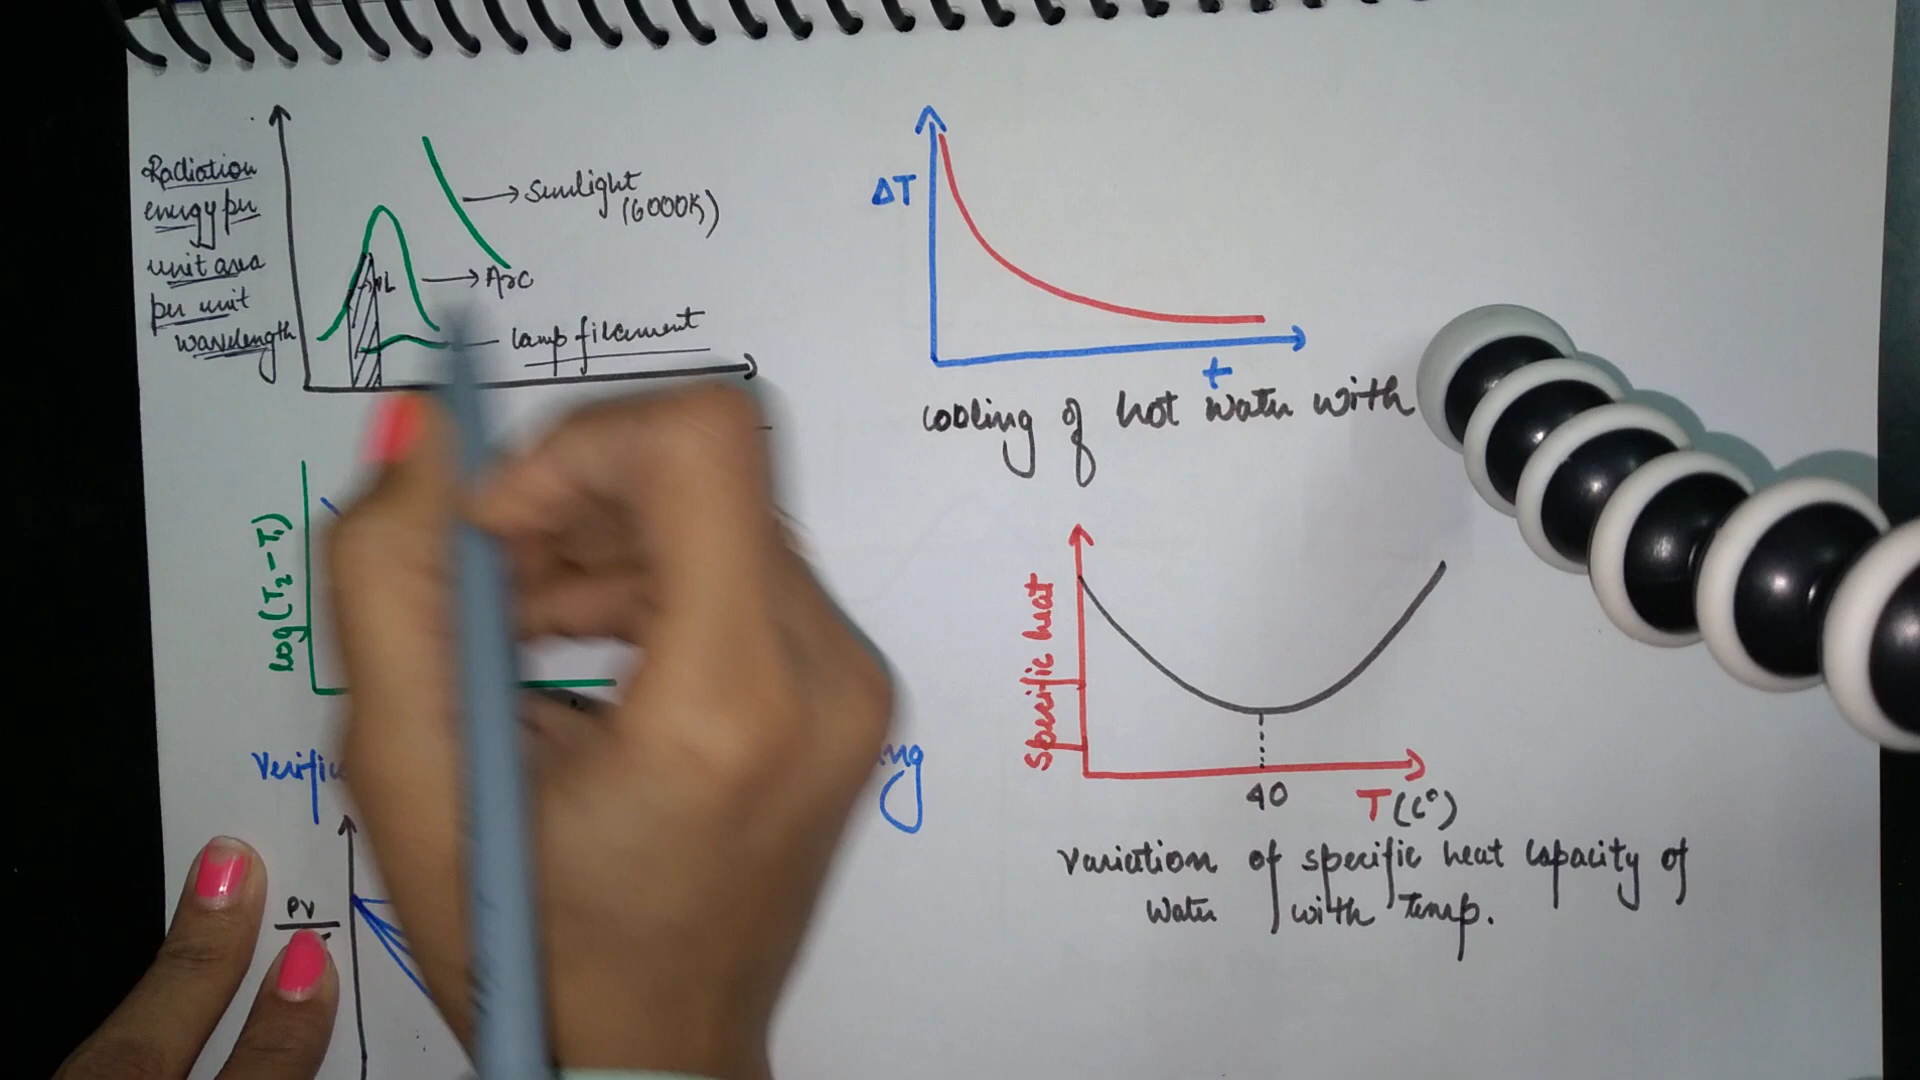 Radiation
energy per
unit area
per unit
wavelength
Sunlight
(6000K)
VL
Arc
lamp filament
ΔT
t
cooling of hot water with
log(T₂-T₁)
Specific heat
40
T(C°)
Variation of specific heat capacity of
water with temp.
PV